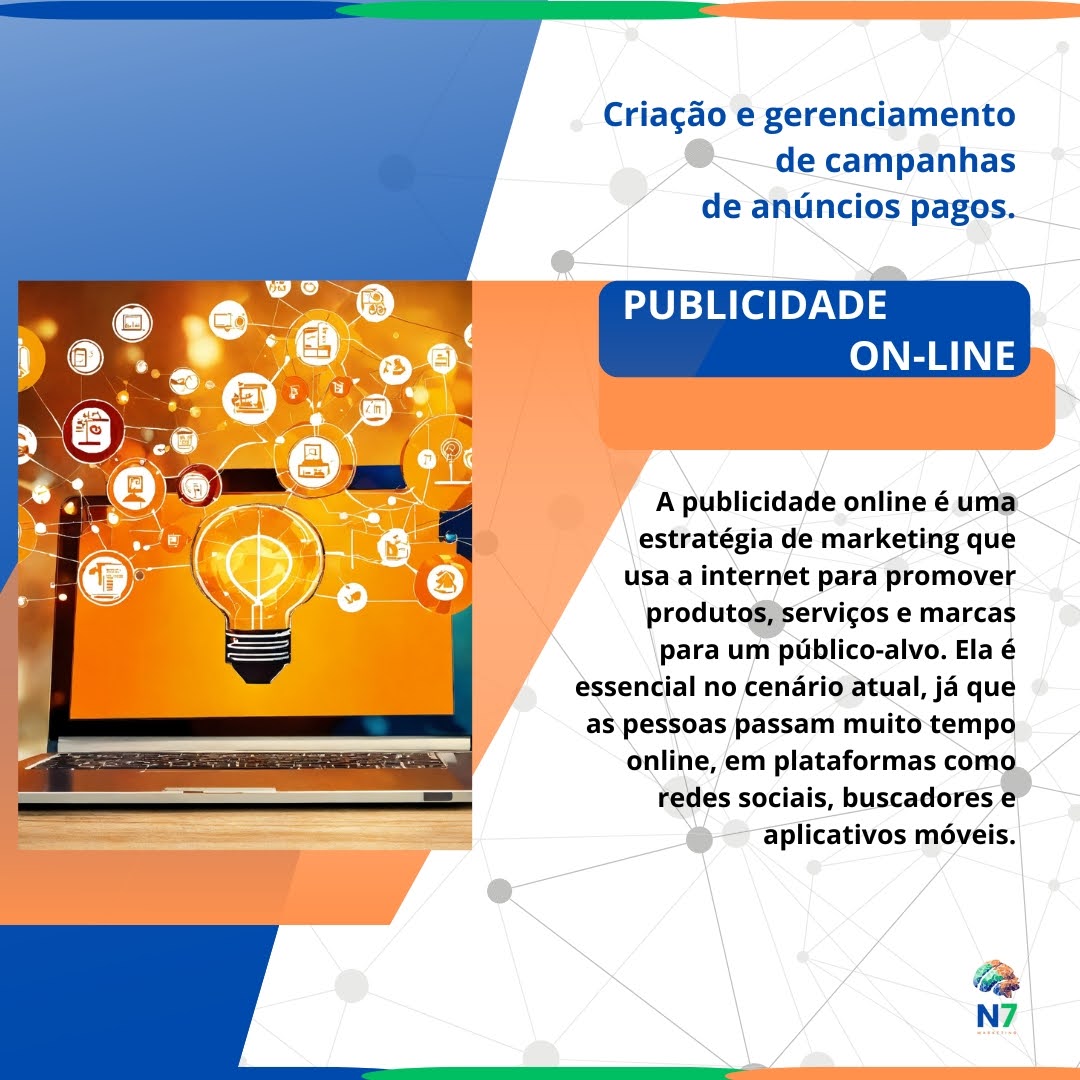 Criação e gerenciamento
de campanhas
de anúncios pagos.
PUBLICIDADE
ON-LINE
A publicidade online é uma
estratégia de marketing que
usa a internet para promover
produtos, serviços e marcas
para um público-alvo. Ela é
essencial no cenário atual, já que
as pessoas passam muito tempo
online, em plataformas como
redes sociais, buscadores e
aplicativos móveis.
N7
MARKETING